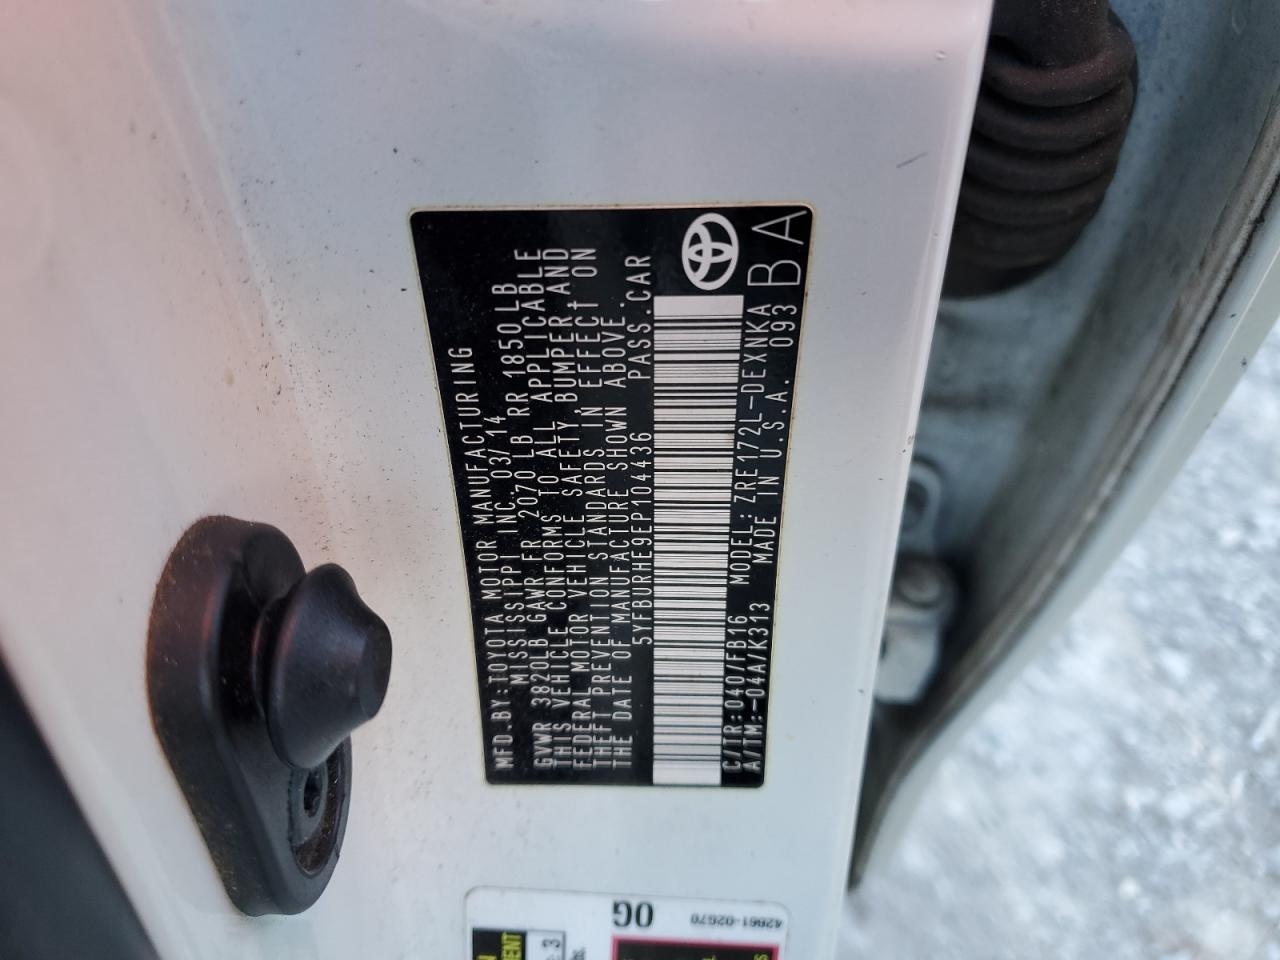 MFD.BY:TOYOTA MOTOR MANUFACTURING
MISSISSIPPI INC. 03/14
GVWR 3820LB GAWR FR 2070 LB RR 1850LB
THIS VEHICLE CONFORMS TO ALL APPLICABLE
FEDERAL MOTOR VEHICLE SAFETY, BUMPER, AND
THEFT PREVENTION STANDARDS IN EFFECT ON
THE DATE OF MANUFACTURE SHOWN ABOVE.
5YFBURHE9EP104436 PASS.CAR
C/TR:040/FB16 MODEL:ZRE172L-DEXNKA
A/TM:-04A/K313 MADE IN U.S.A. 093
BA
OG
42661-02G70